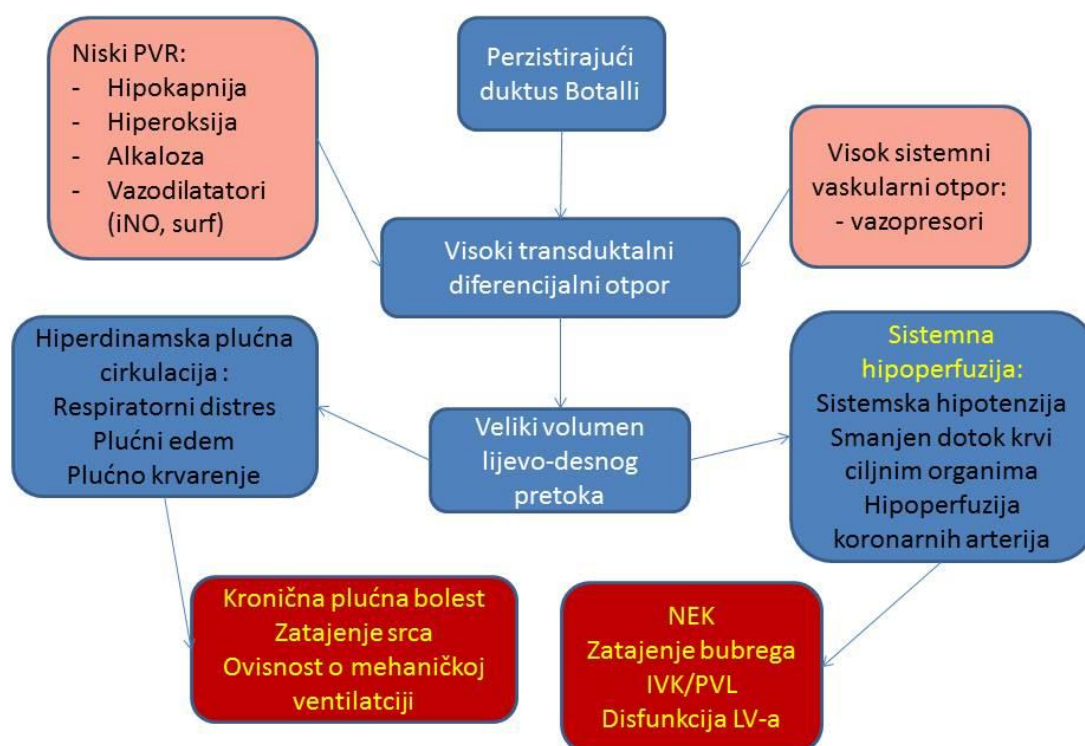 Niski PVR:
- Hipokapnija
- Hiperoksija
- Alkaloza
- Vazodilatatori
(iNO, surf)
Perzistirajući
duktus Botalli
Visok sistemni
vaskularni otpor:
- vazopresori
Visoki transduktalni
diferencijalni otpor
Hiperdinamska plućna
cirkulacija :
Respiratorni distres
Plućni edem
Plućno krvarenje
Veliki volumen
lijevo-desnog
pretoka
Sistemna
hipoperfuzija:
Sistemska hipotenzija
Smanjen dotok krvi
ciljnim organima
Hipoperfuzija
koronarnih arterija
Kronična plućna bolest
Zatajenje srca
Ovisnost o mehaničkoj
ventilatciji
NEK
Zatajenje bubrega
IVK/PVL
Disfunkcija LV-a